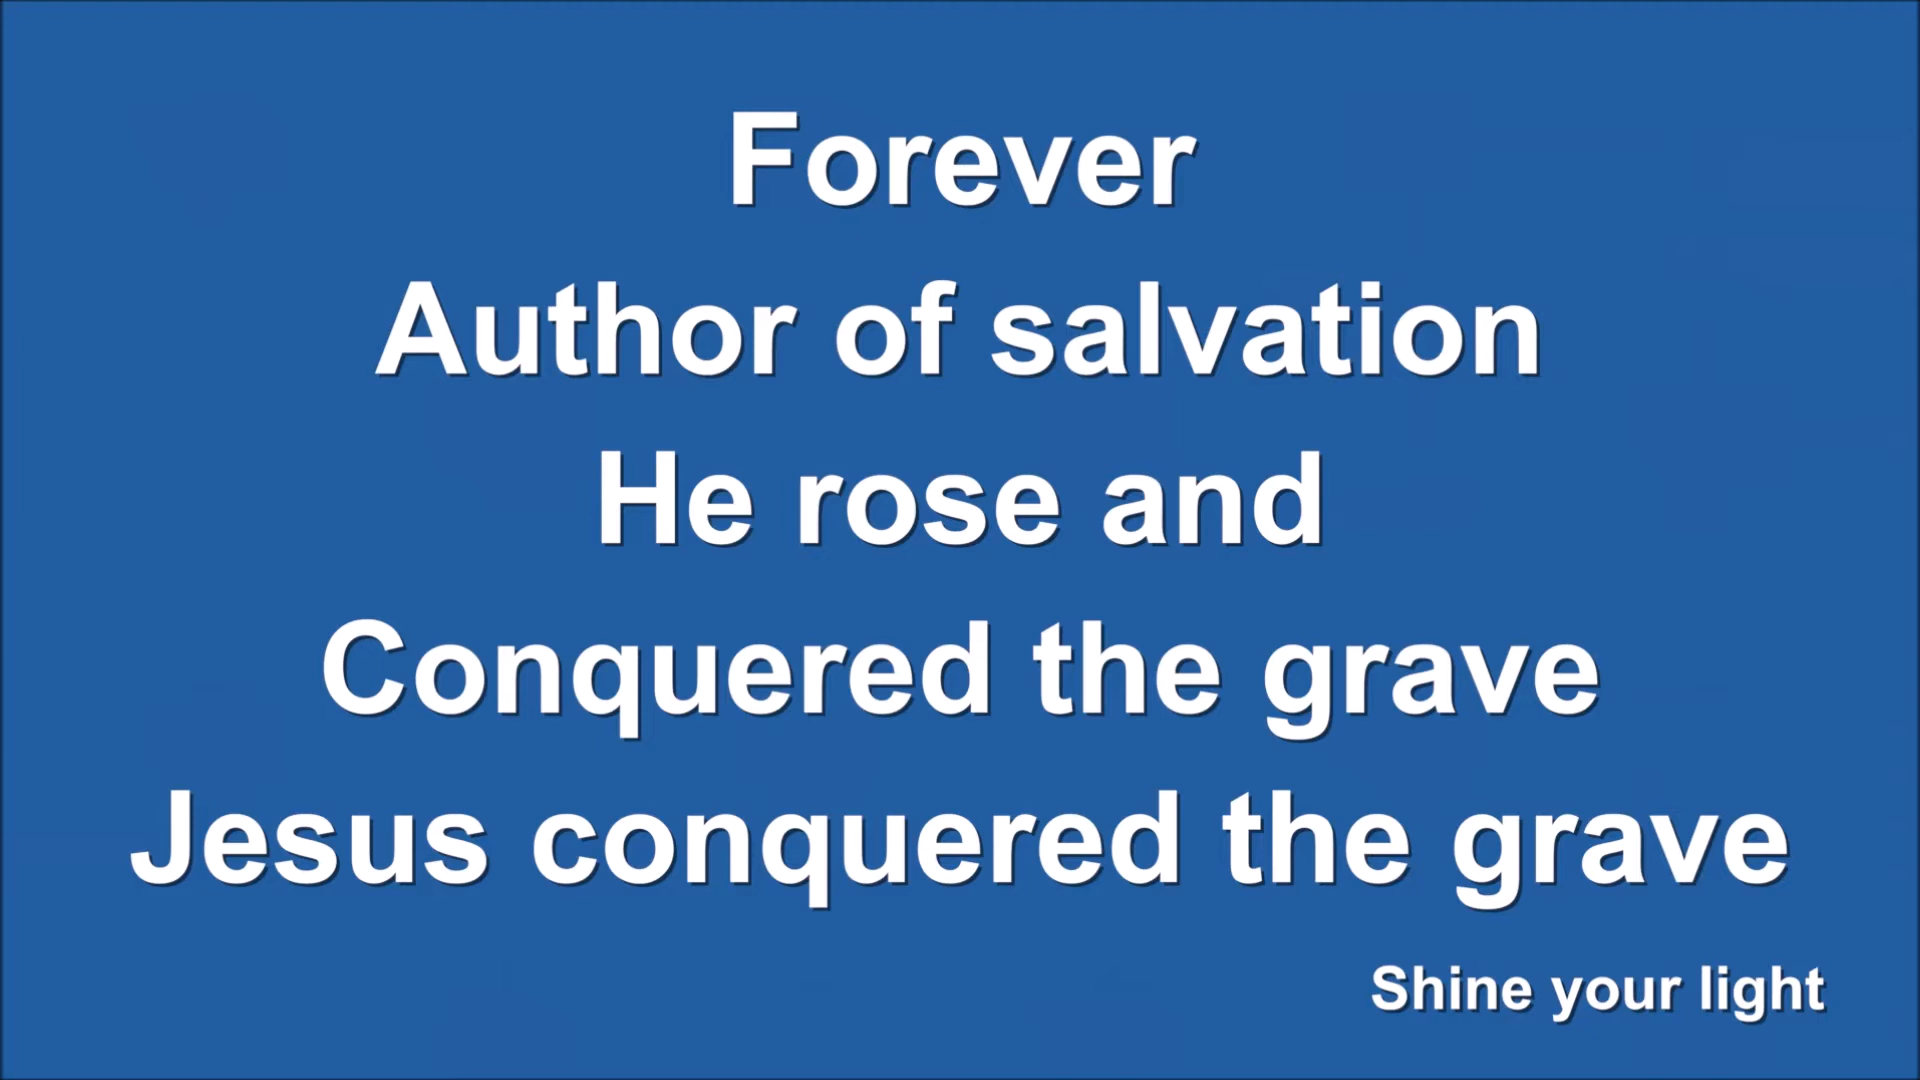 Forever
Author of salvation
He rose and
Conquered the grave
Jesus conquered the grave
Shine your light